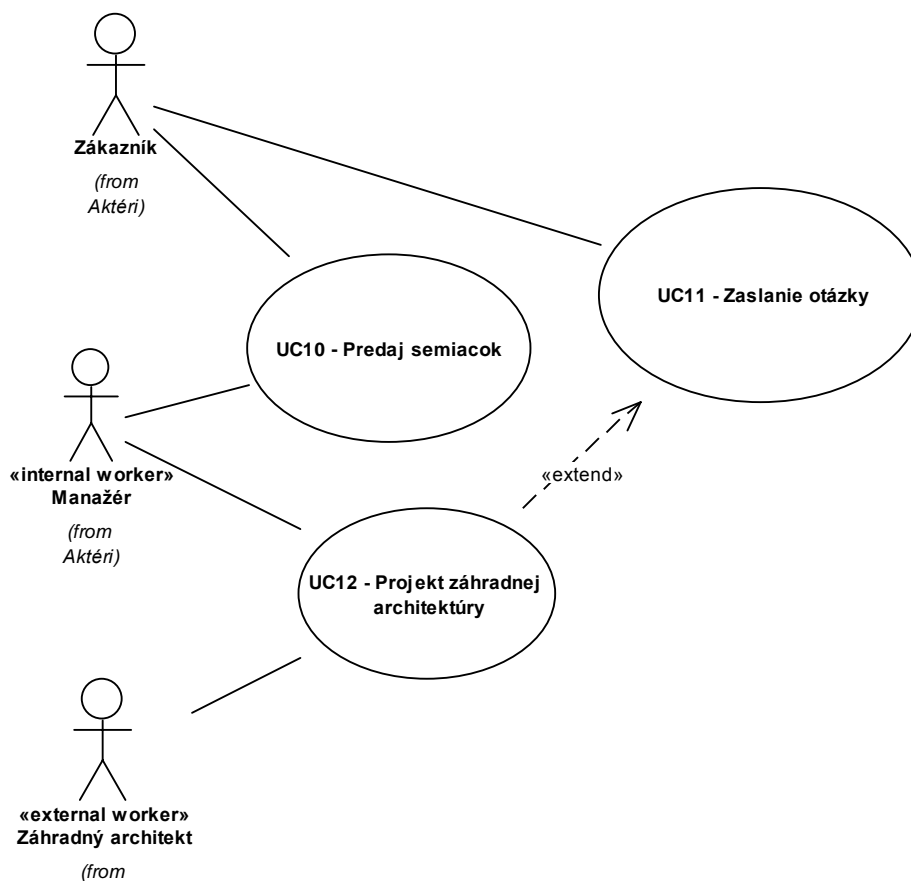 Zákazník
(from
Aktéri)
UC11 - Zaslanie otázky
UC10 - Predaj semiacok
«internal worker»
Manažér
(from
Aktéri)
«extend»
UC12 - Projekt záhradnej
architektúry
«external worker»
Záhradný architekt
(from